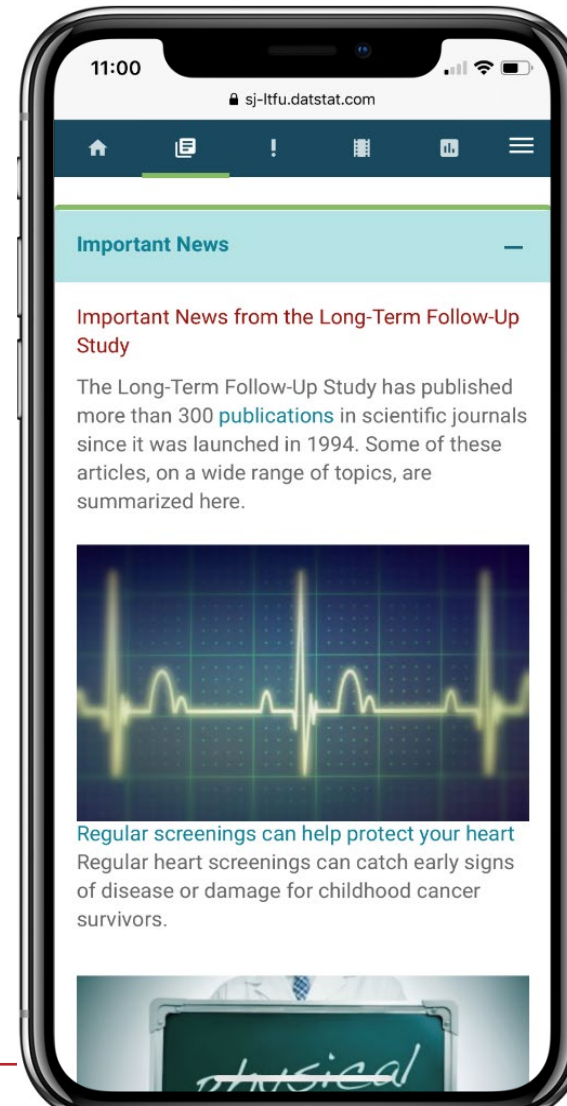 11:00
sj-ltfu.datstat.com
Important News
Important News from the Long-Term Follow-Up
Study
The Long-Term Follow-Up Study has published
more than 300 publications in scientific journals
since it was launched in 1994. Some of these
articles, on a wide range of topics, are
summarized here.
Regular screenings can help protect your heart
Regular heart screenings can catch early signs
of disease or damage for childhood cancer
survivors.
physical